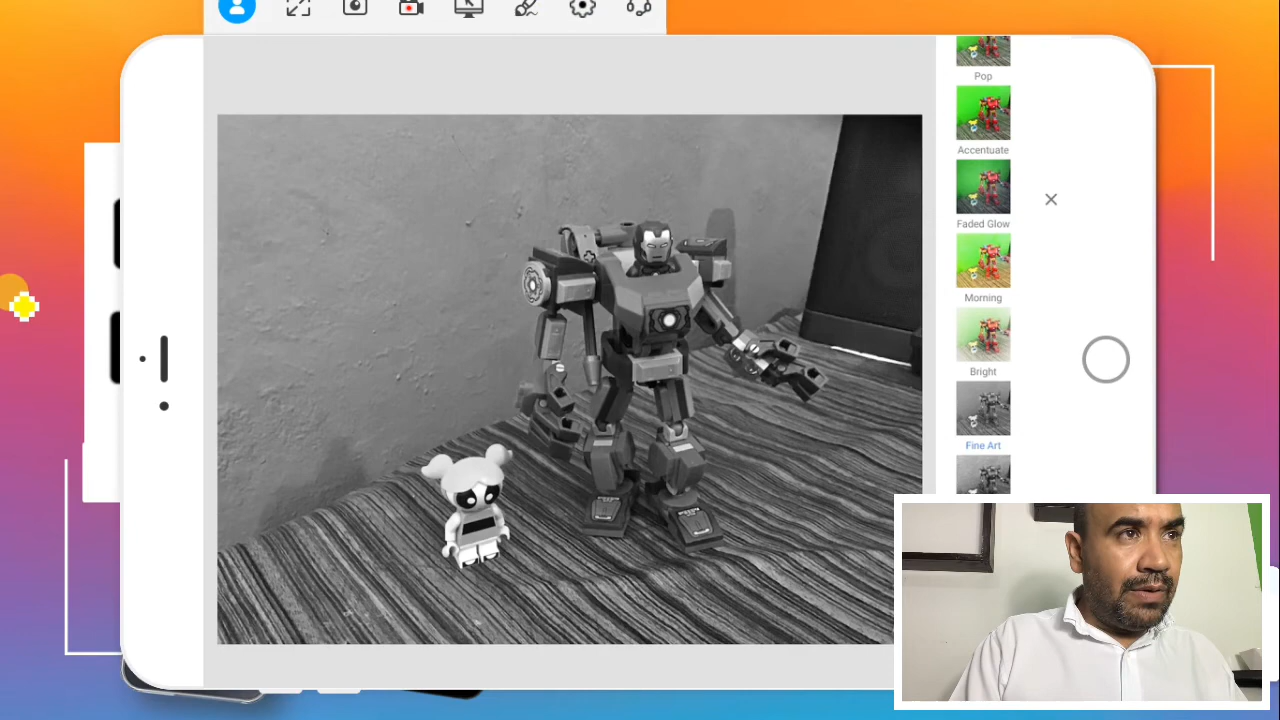 Pop
Accentuate
Faded Glow
Morning
Bright
Fine Art